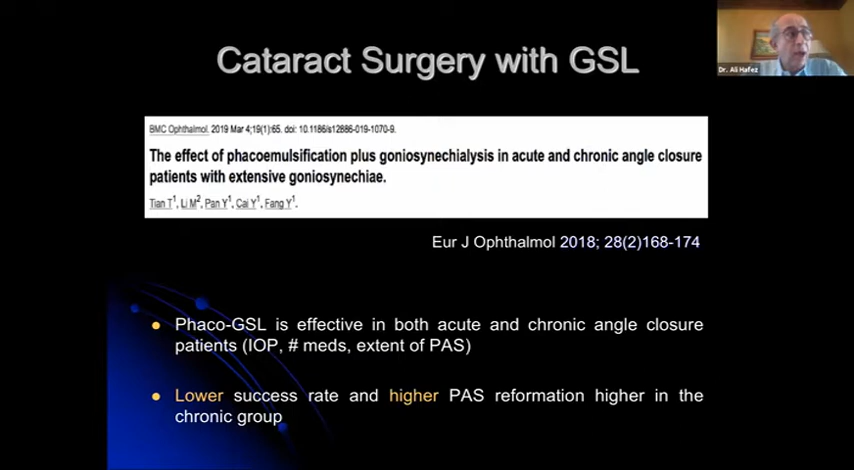 Cataract Surgery with GSL
Dr. Ali Hafez
BMC Ophthalmol. 2019 Mar 4;19(1):65. doi: 10.1186/s12886-019-1070-9.
The effect of phacoemulsification plus goniosynechialysis in acute and chronic angle closure
patients with extensive goniosynechiae.
Tian T1, Li M2, Pan Y1, Cai Y1, Fang Y1.
Eur J Ophthalmol 2018; 28(2)168-174
• Phaco-GSL is effective in both acute and chronic angle closure
patients (IOP, # meds, extent of PAS)
• Lower success rate and higher PAS reformation higher in the
chronic group